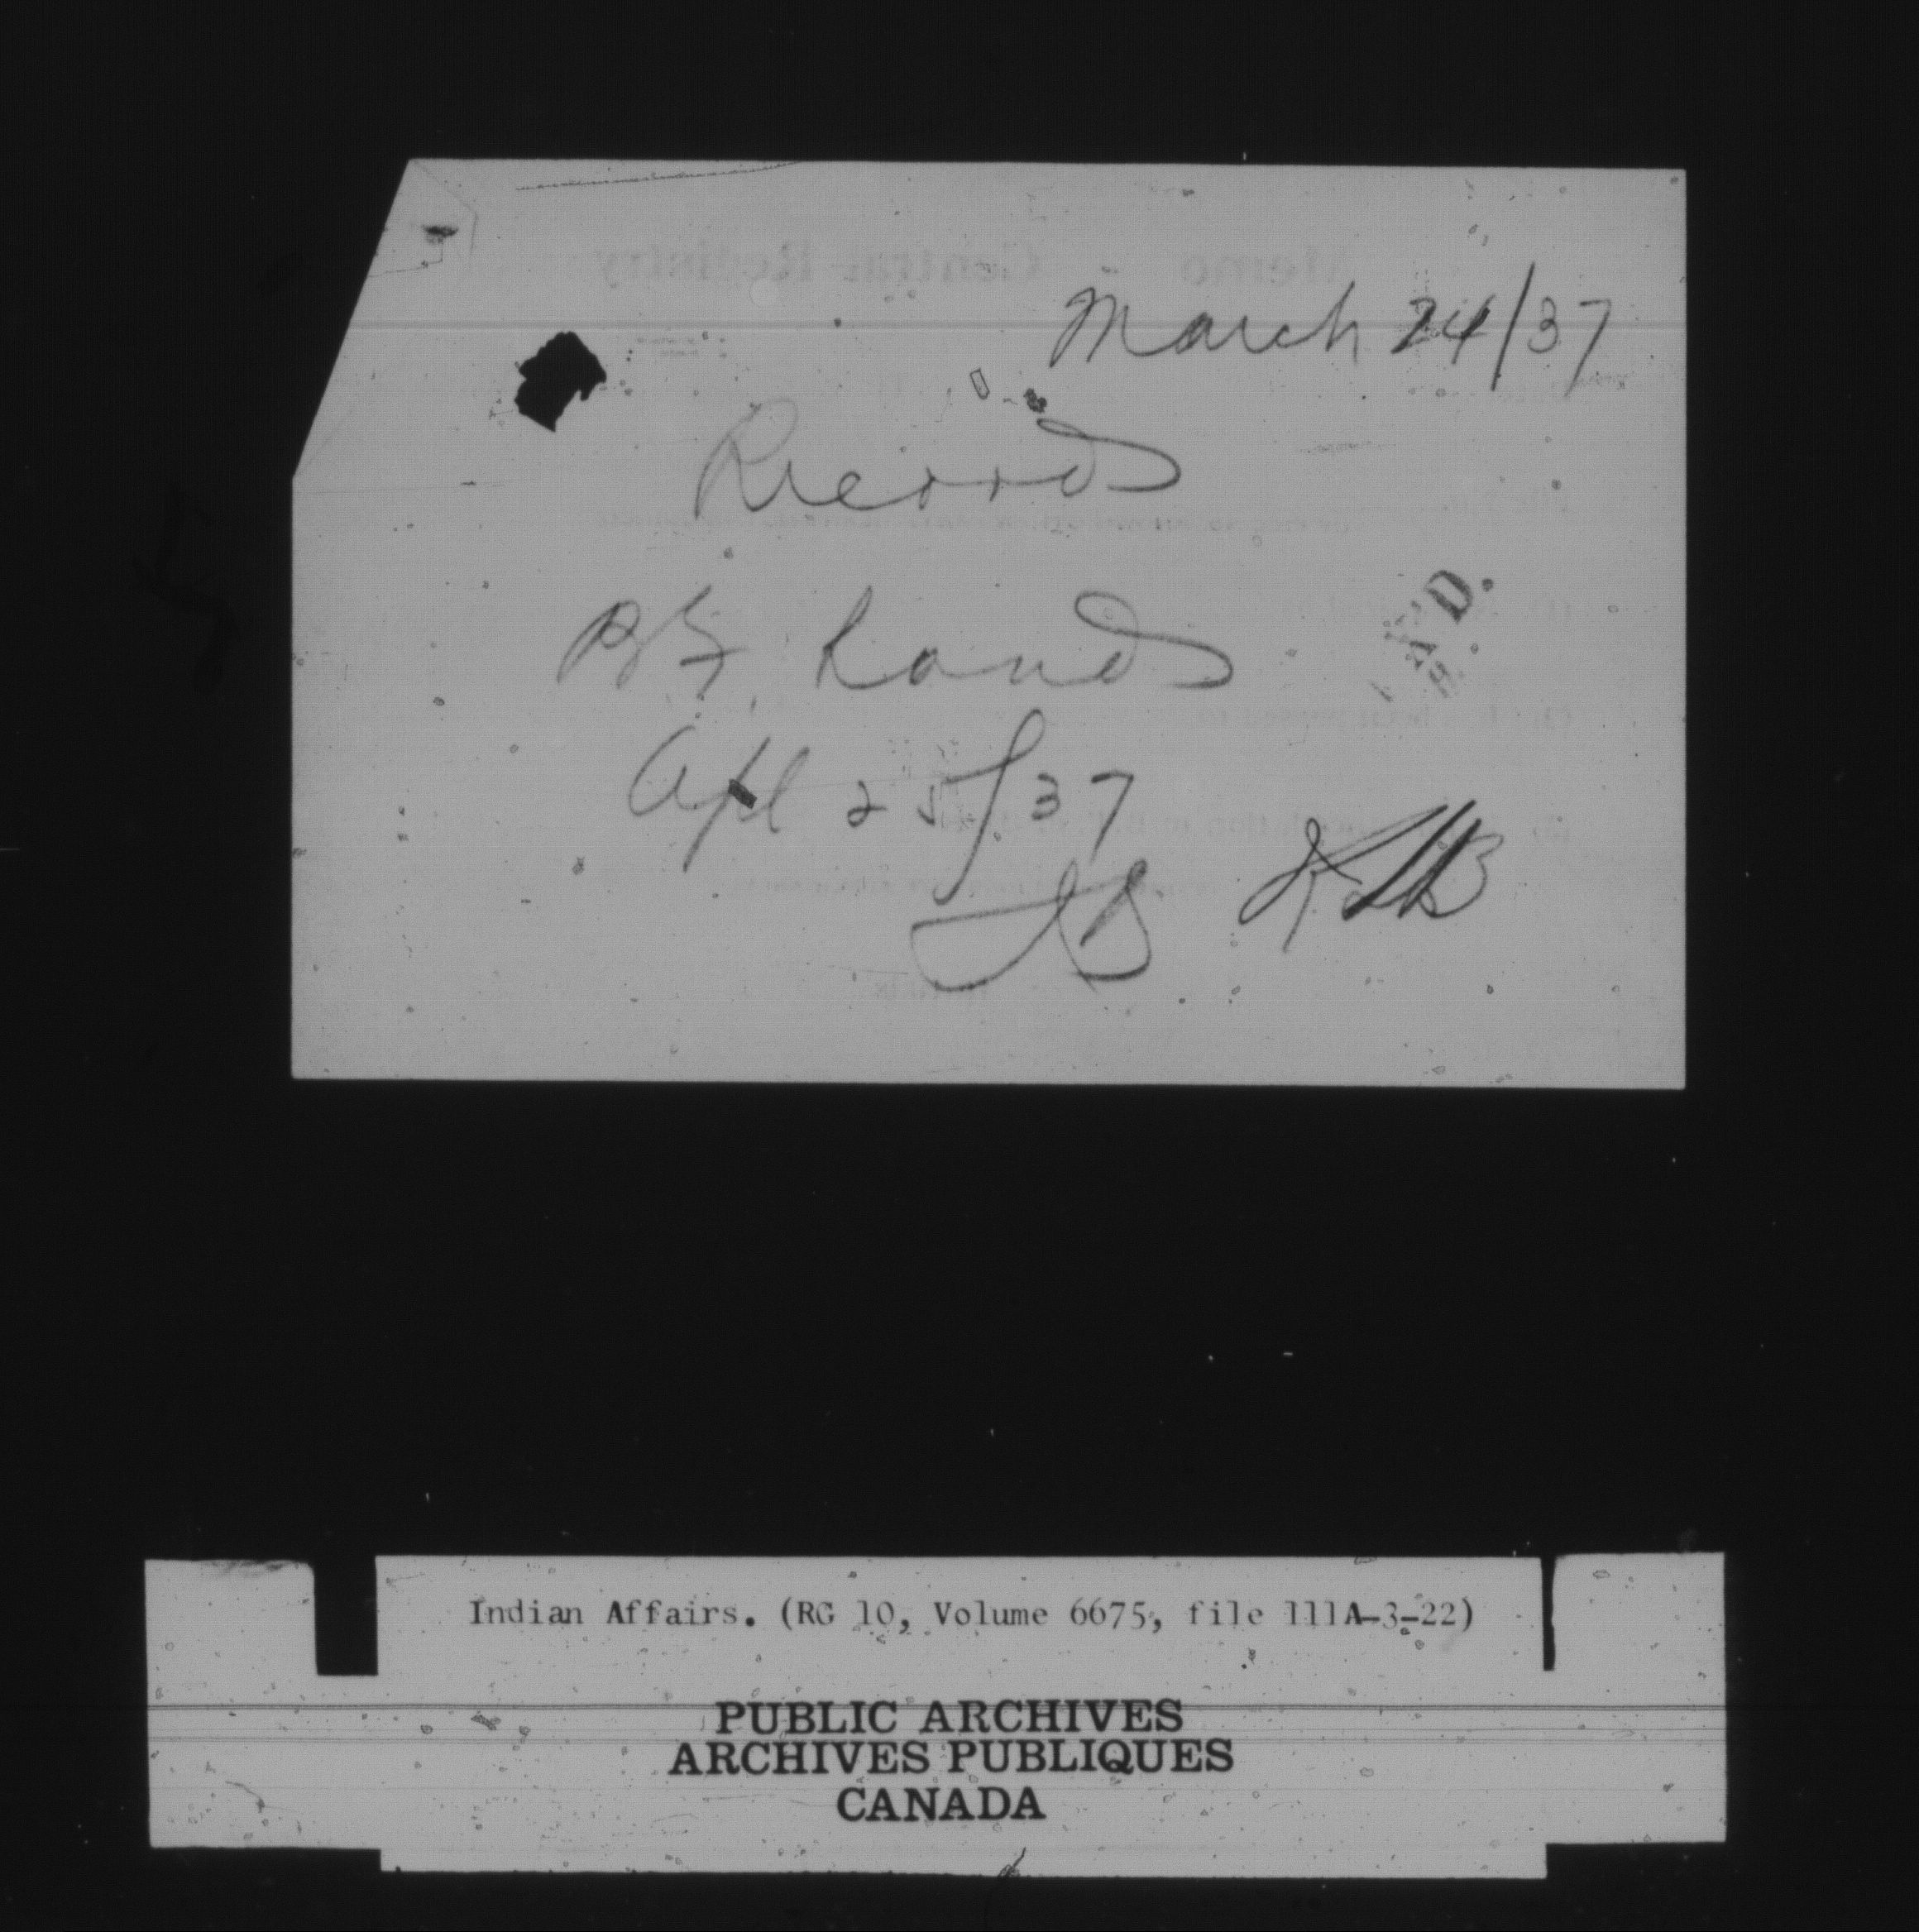 March 24/37
Records
B.F. Lands
Apl 25/37
Indian Affairs. (RG 10, Volume 6675, file 111A-3-22)
PUBLIC ARCHIVES
ARCHIVES PUBLIQUES
CANADA